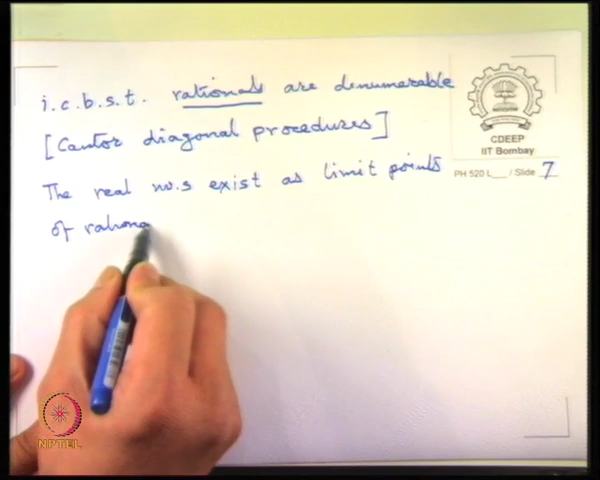 i.c.b.s.t. rationals are denumerable
[Cantor diagonal procedures]
The real no.s exist as limit points
of rationa
CDEEP
IIT Bombay
PH 520 L___ / Slide 7
NPTEL